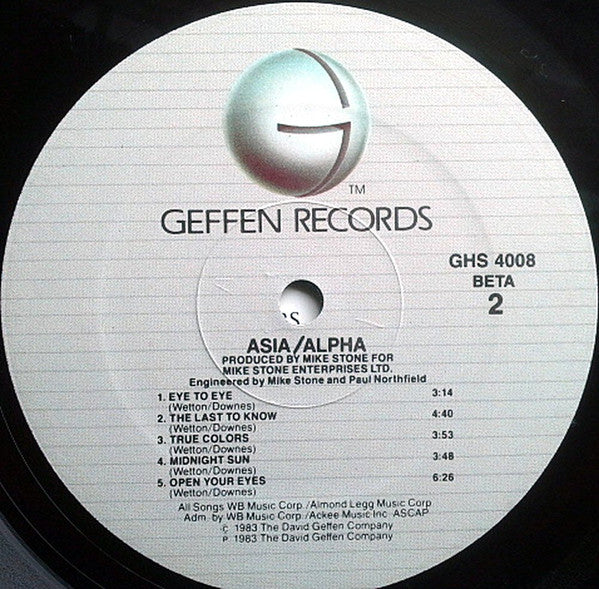 TM
GEFFEN RECORDS
GHS 4008
BETA
2
ASIA/ALPHA
PRODUCED BY MIKE STONE FOR
MIKE STONE ENTERPRISES LTD.
Engineered by Mike Stone and Paul Northfield
1. EYE TO EYE 3:14
(Wetton/Downes)
2. THE LAST TO KNOW 4:40
(Wetton/Downes)
3. TRUE COLORS 3:53
(Wetton/Downes)
4. MIDNIGHT SUN 3:48
(Wetton/Downes)
5. OPEN YOUR EYES 6:26
(Wetton/Downes)
All Songs WB Music Corp./Almond Legg Music Corp
Adm. by WB Music Corp./Ackee Music Inc. ASCAP
© 1983 The David Geffen Company
℗ 1983 The David Geffen Company